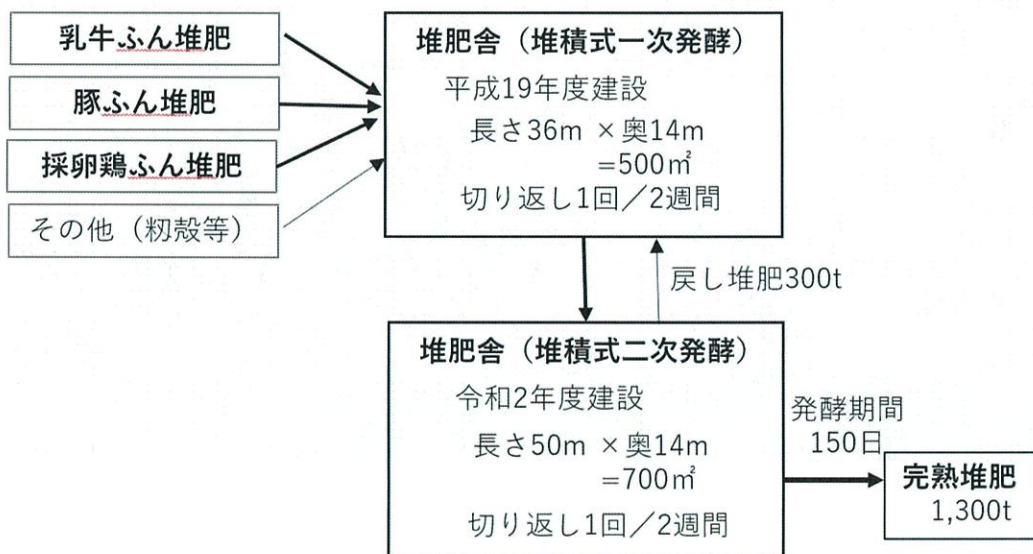 乳牛ふん堆肥
豚ふん堆肥
採卵鶏ふん堆肥
その他（籾殻等）
堆肥舎（堆積式一次発酵）
平成19年度建設
長さ36m ×奥14m
=500㎡
切り返し1回／2週間
戻し堆肥300t
堆肥舎（堆積式二次発酵）
令和2年度建設
長さ50m ×奥14m
=700㎡
切り返し1回／2週間
発酵期間
150日
完熟堆肥
1,300t